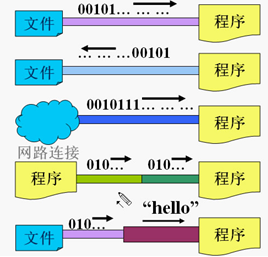 00101… … …
文件 程序
… … …00101
文件 程序
0010111… … …
程序
网路连接
010… 010…
程序 程序
010… “hello”
文件 程序